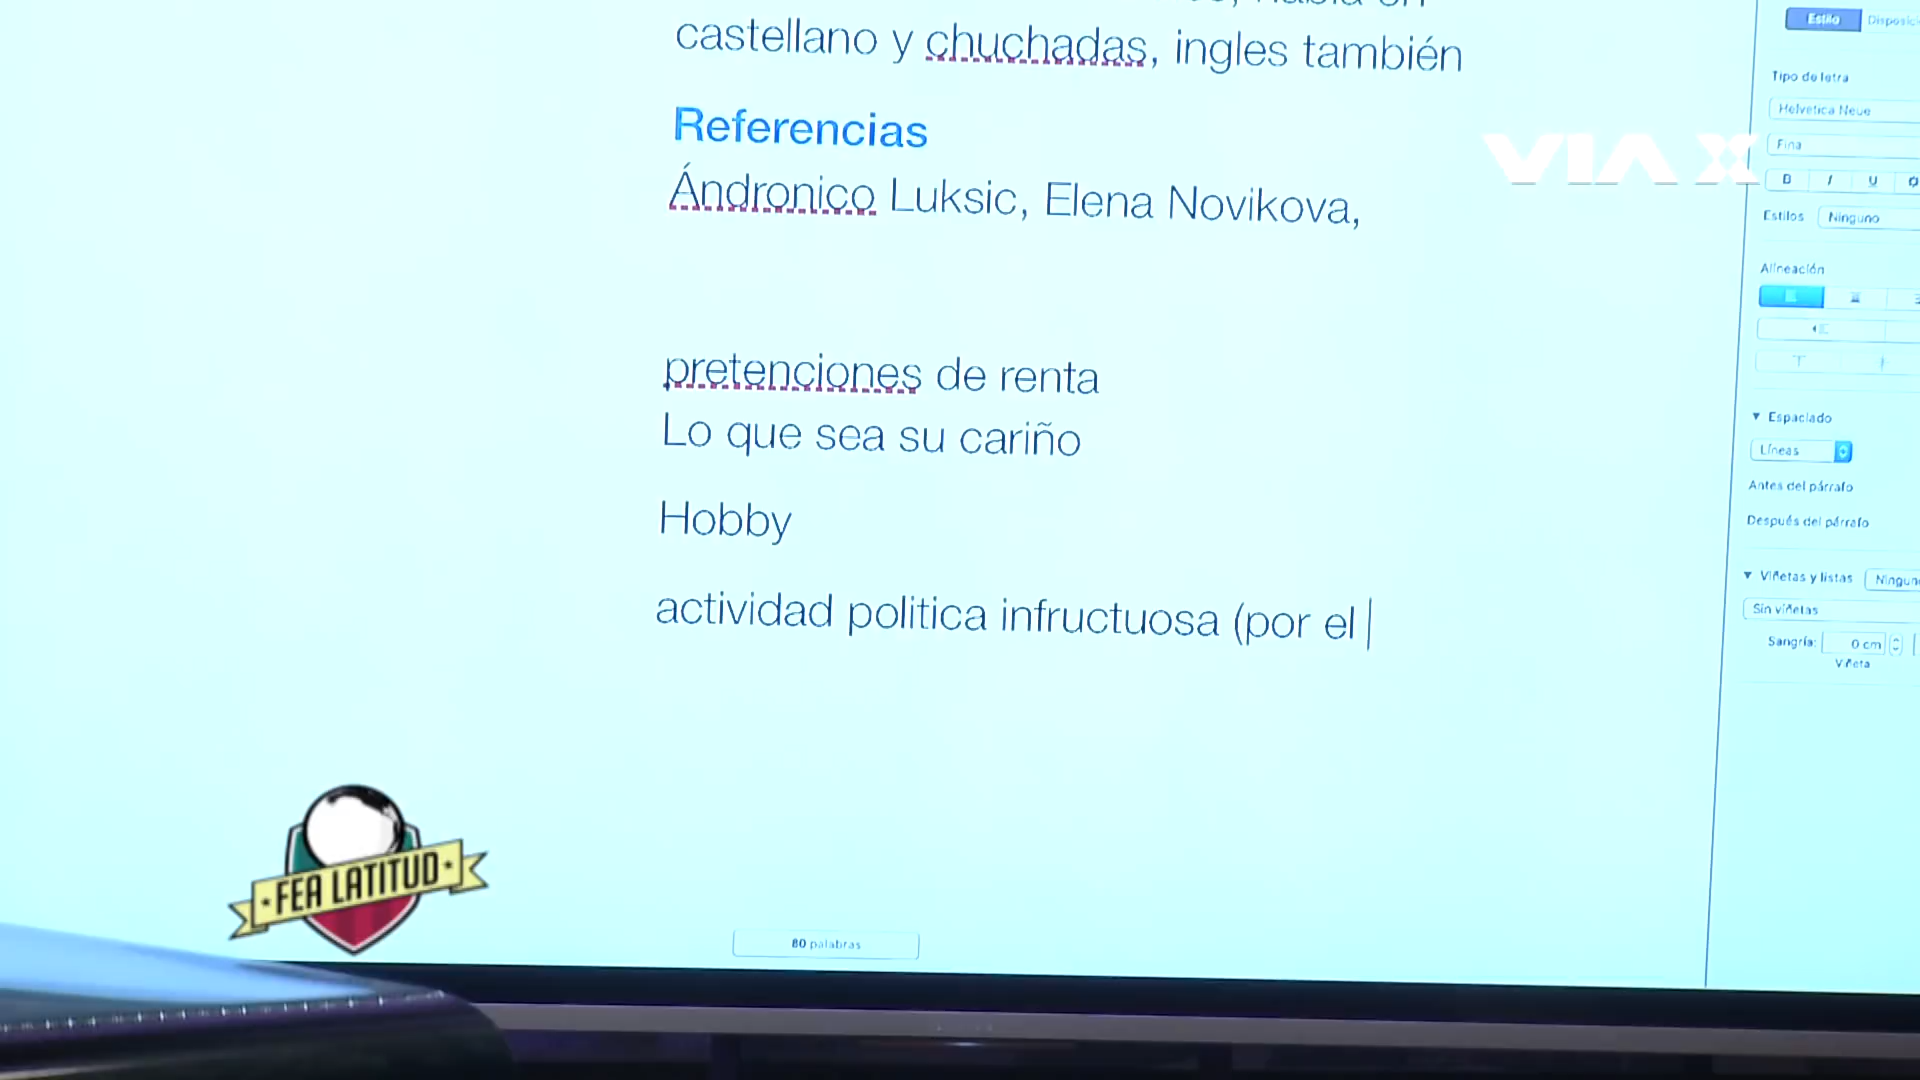 castellano y chuchadas, ingles también
Referencias
Ándronico Luksic, Elena Novikova,
pretenciones de renta
Lo que sea su cariño
Hobby
actividad politica infructuosa (por el
80 palabras
FEA LATITUD
VIA X
Estilo
Tipo de letra
Helvetica Neue
Fina
B I U
Estilos Ninguno
Alineación
Espaciado
Líneas
Antes del párrafo
Después del párrafo
Viñetas y listas
Sin viñetas
Sangría: 0 cm
Viñeta